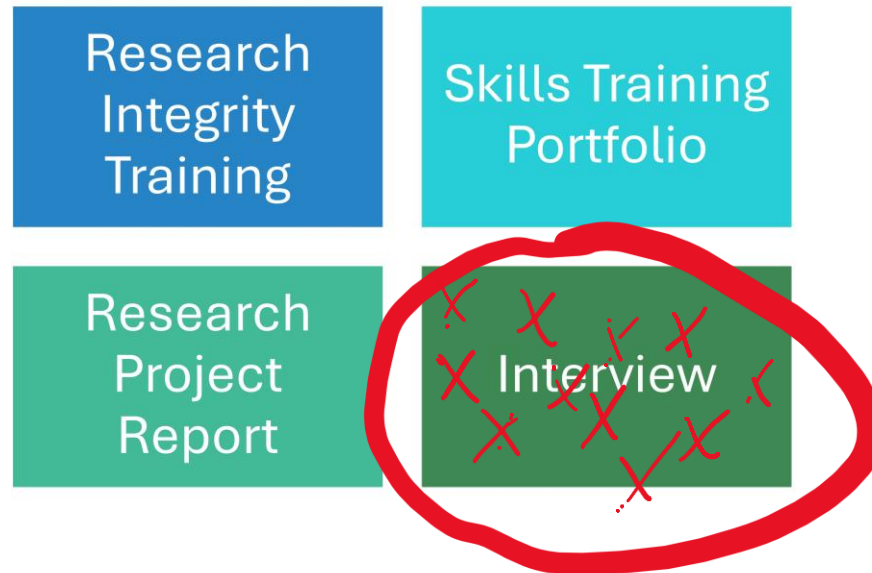 Research
Integrity
Training
Skills Training
Portfolio
Research
Project
Report
Interview